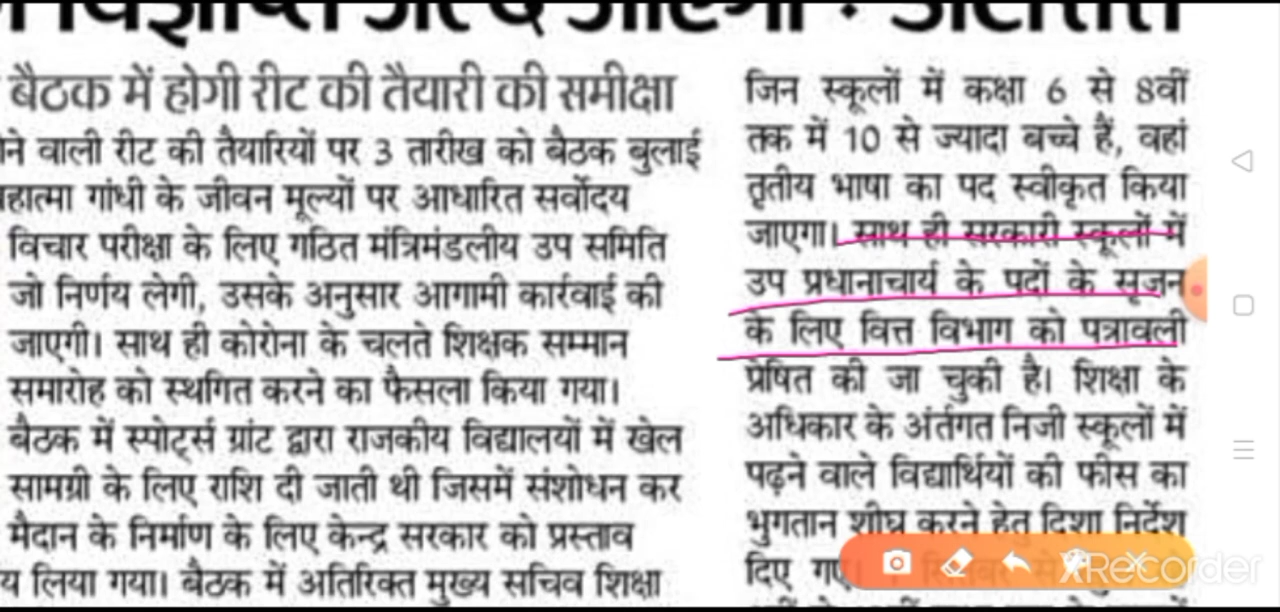 बैठक में होगी रीट की तैयारी की समीक्षा
वाली रीट की तैयारियों पर 3 तारीख को बैठक बुलाई
गांधी के जीवन मूल्यों पर आधारित सर्वोदय
विचार परीक्षा के लिए गठित मंत्रिमंडलीय उप समिति
जो निर्णय लेगी, उसके अनुसार आगामी कार्रवाई की
जाएगी। साथ ही कोरोना के चलते शिक्षक सम्मान
समारोह को स्थगित करने का फैसला किया गया।
बैठक में स्पोर्ट्स ग्रांट द्वारा राजकीय विद्यालयों में खेल
सामग्री के लिए राशि दी जाती थी जिसमें संशोधन कर
मैदान के निर्माण के लिए केन्द्र सरकार को प्रस्ताव
लिया गया। बैठक में अतिरिक्त मुख्य सचिव शिक्षा
जिन स्कूलों में कक्षा 6 से 8वीं
तक में 10 से ज्यादा बच्चे हैं, वहां
तृतीय भाषा का पद स्वीकृत किया
जाएगा। साथ ही सरकारी स्कूलों में
उप प्रधानाचार्य के पदों के सृजन
के लिए वित्त विभाग को पत्रावली
प्रेषित की जा चुकी है। शिक्षा के
अधिकार के अंर्तगत निजी स्कूलों में
पढ़ने वाले विद्यार्थियों की फीस का
भुगतान शीघ्र करने हेतु दिशा निर्देश
दिए
XRecorder